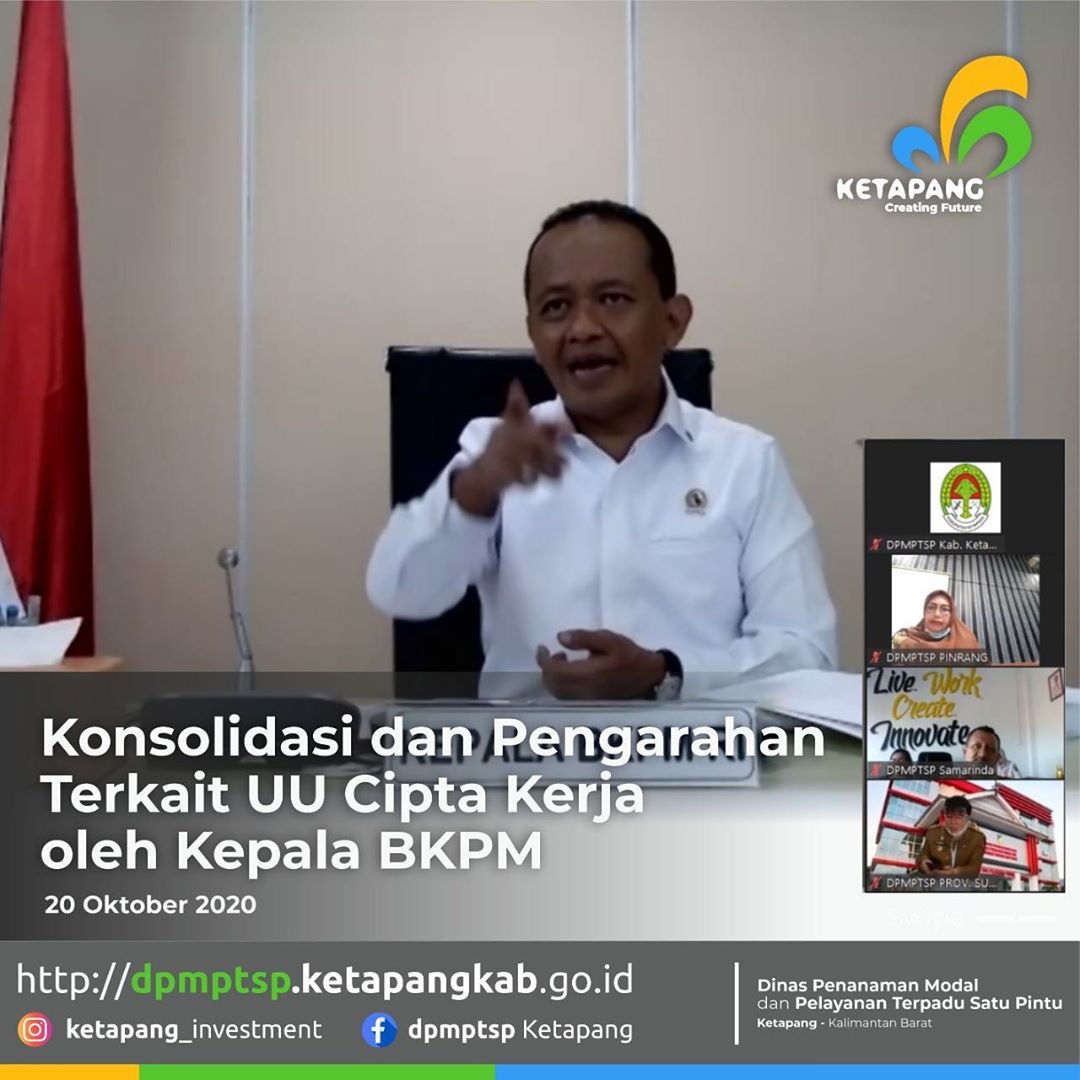 KETAPANG
Creating Future
DPMPTSP Kab. Keta...
DPMPTSP PINRANG
Live. Work
Create
Innovate
DPMPTSP Samarinda
DPMPTSP PROV. SU...
KEPALA BKPM RI
Konsolidasi dan Pengarahan
Terkait UU Cipta Kerja
oleh Kepala BKPM
20 Oktober 2020
Swipe
http://dpmptsp.ketapangkab.go.id
ketapang_investment
dpmptsp Ketapang
Dinas Penanaman Modal
dan Pelayanan Terpadu Satu Pintu
Ketapang - Kalimantan Barat